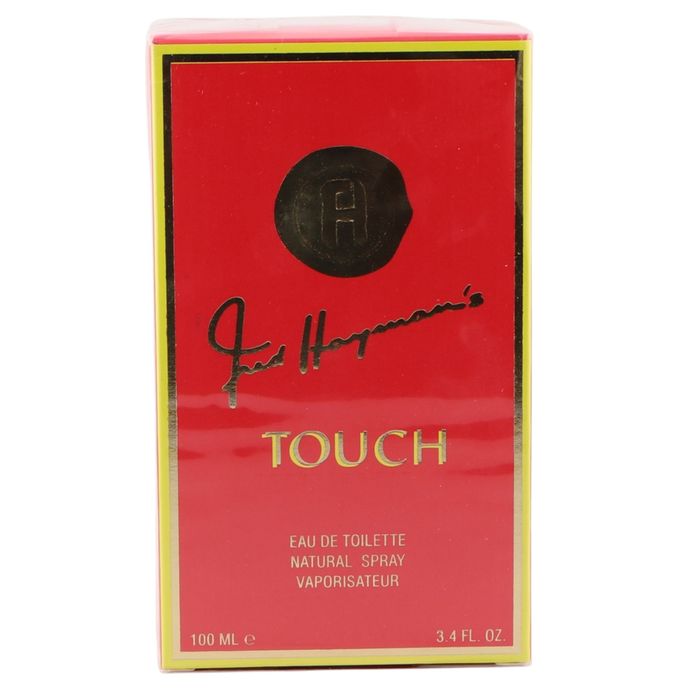 Fred Hayman's
TOUCH
EAU DE TOILETTE
NATURAL SPRAY
VAPORISATEUR
100 ML ℮ 3.4 FL. OZ.